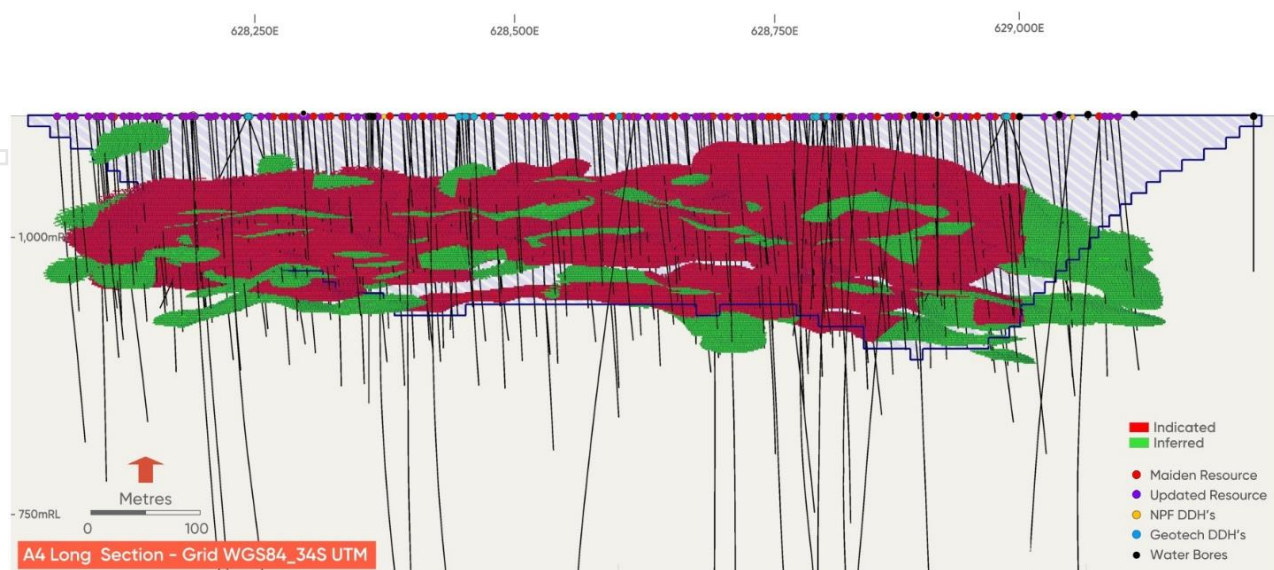 628,250E
628,500E
628,750E
629,000E
1,000mRL
750mRL
Metres
0
100
A4 Long Section - Grid WGS84_34S UTM
Indicated
Inferred
Maiden Resource
Updated Resource
NPF DDH's
Geotech DDH's
Water Bores